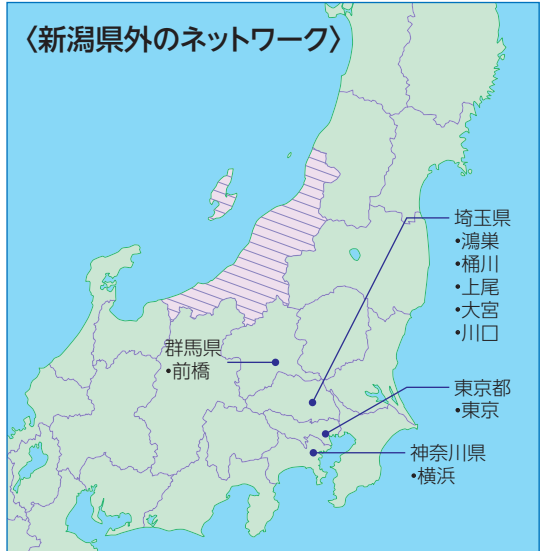 〈新潟県外のネットワーク〉
埼玉県
•鴻巣
•桶川
•上尾
•大宮
•川口
群馬県
•前橋
東京都
•東京
神奈川県
•横浜